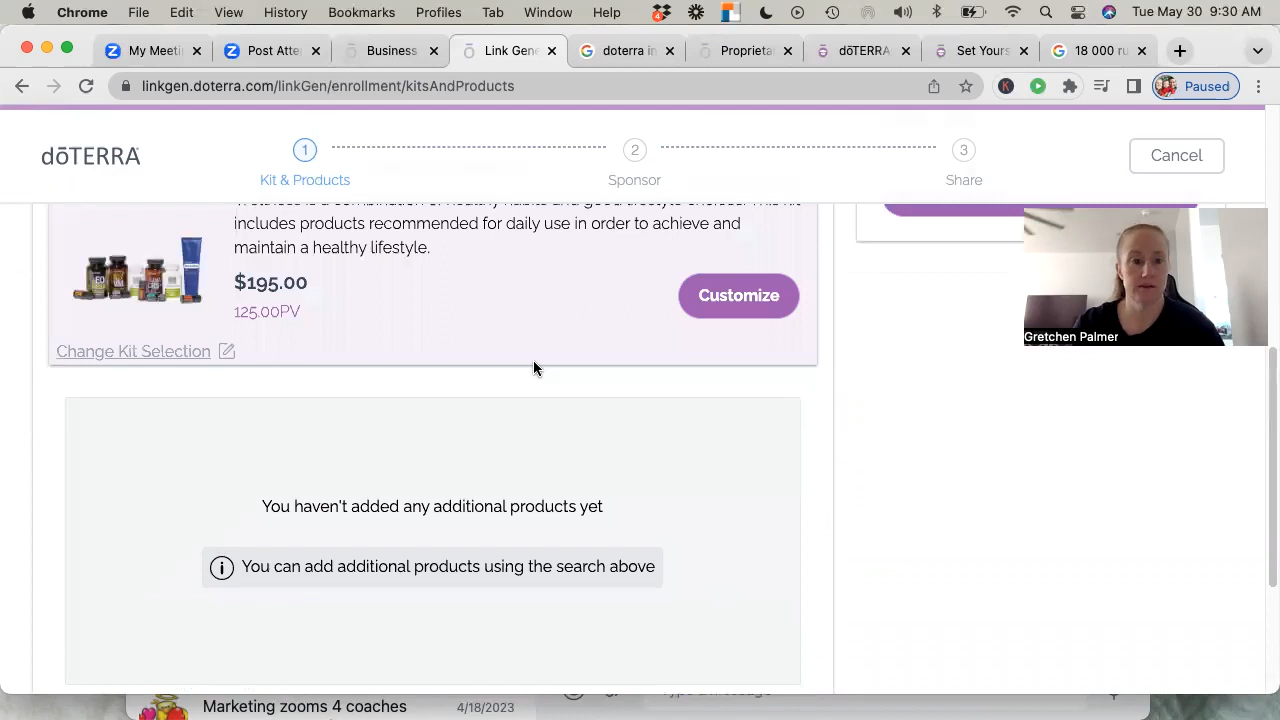 Chrome File Edit View History Bookmarks Profiles Tab Window Help 4 Tue May 30 9:30 AM
My Meeti Post Atte Business Link Gene doterra in Proprietar dōTERRA Set Yours 18 000 ru
linkgen.doterra.com/linkGen/enrollment/kitsAndProducts K Paused
dōTERRA 1 2 3 Cancel
Kit & Products Sponsor Share
includes products recommended for daily use in order to achieve and
maintain a healthy lifestyle.
$195.00
Customize
125.00PV
Gretchen Palmer
Change Kit Selection
You haven't added any additional products yet
You can add additional products using the search above
Marketing zooms 4 coaches 4/18/2023